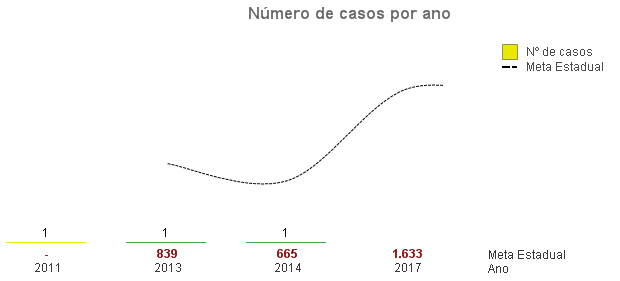 Número de casos por ano
Nº de casos
Meta Estadual
1 1 1
- 839 665 1.633 Meta Estadual
2011 2013 2014 2017 Ano